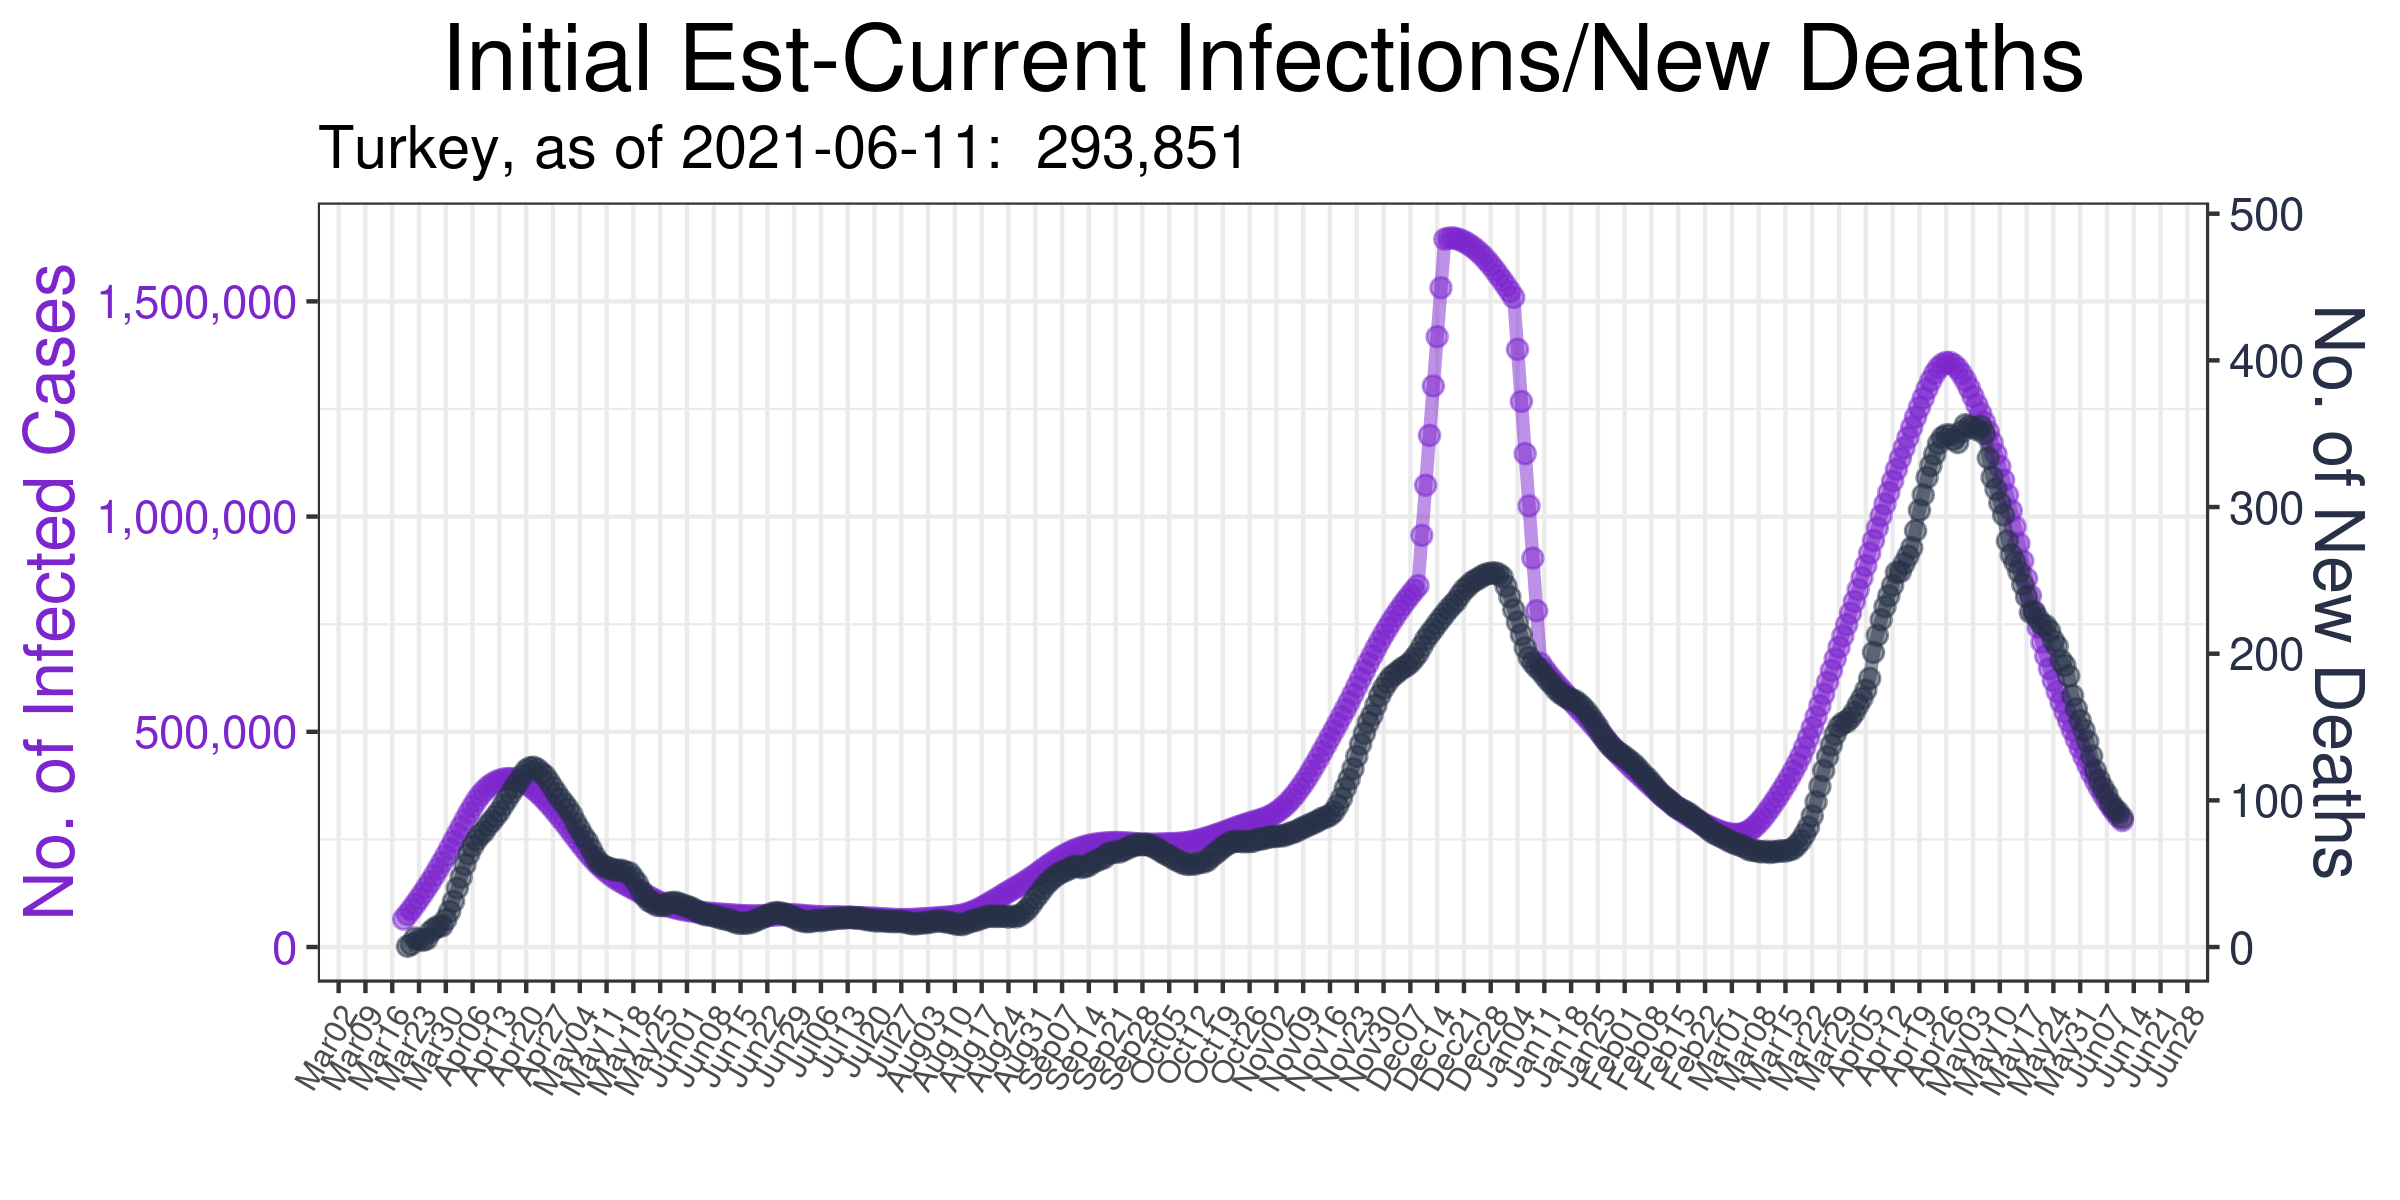 Initial Est-Current Infections/New Deaths
Turkey, as of 2021-06-11:  293,851
No. of Infected Cases
1,500,000
1,000,000
500,000
0
500
400
300
200
100
0
No. of New Deaths
Mar02
Mar09
Mar16
Mar23
Mar30
Apr06
Apr13
Apr20
Apr27
May04
May11
May18
May25
Jun01
Jun08
Jun15
Jun22
Jun29
Jul06
Jul13
Jul20
Jul27
Aug03
Aug10
Aug17
Aug24
Aug31
Sep07
Sep14
Sep21
Sep28
Oct05
Oct12
Oct19
Oct26
Nov02
Nov09
Nov16
Nov23
Nov30
Dec07
Dec14
Dec21
Dec28
Jan04
Jan11
Jan18
Jan25
Feb01
Feb08
Feb15
Feb22
Mar01
Mar08
Mar15
Mar22
Mar29
Apr05
Apr12
Apr19
Apr26
May03
May10
May17
May24
May31
Jun07
Jun14
Jun21
Jun28